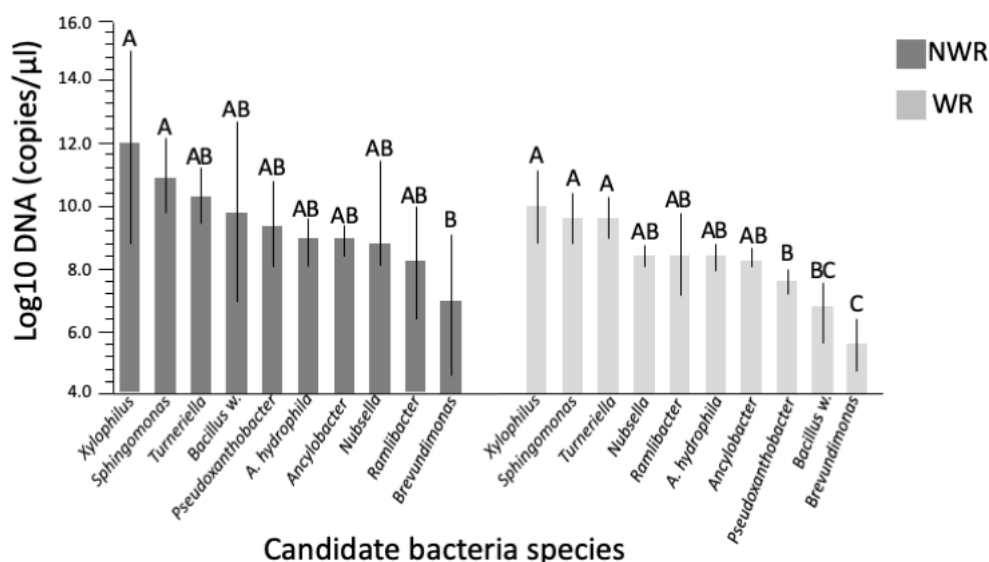 Log10 DNA (copies/µl)
16.0
14.0
12.0
10.0
8.0
6.0
4.0
A
A
AB
AB
AB
AB
AB
AB
AB
B
A
A
A
AB
AB
AB
AB
B
BC
C
NWR
WR
Xylophilus
Sphingomonas
Turneriella
Bacillus w.
Pseudoxanthobacter
A. hydrophila
Ancylobacter
Nubsella
Ramlibacter
Brevundimonas
Xylophilus
Sphingomonas
Turneriella
Nubsella
Ramlibacter
A. hydrophila
Ancylobacter
Pseudoxanthobacter
Bacillus w.
Brevundimonas
Candidate bacteria species